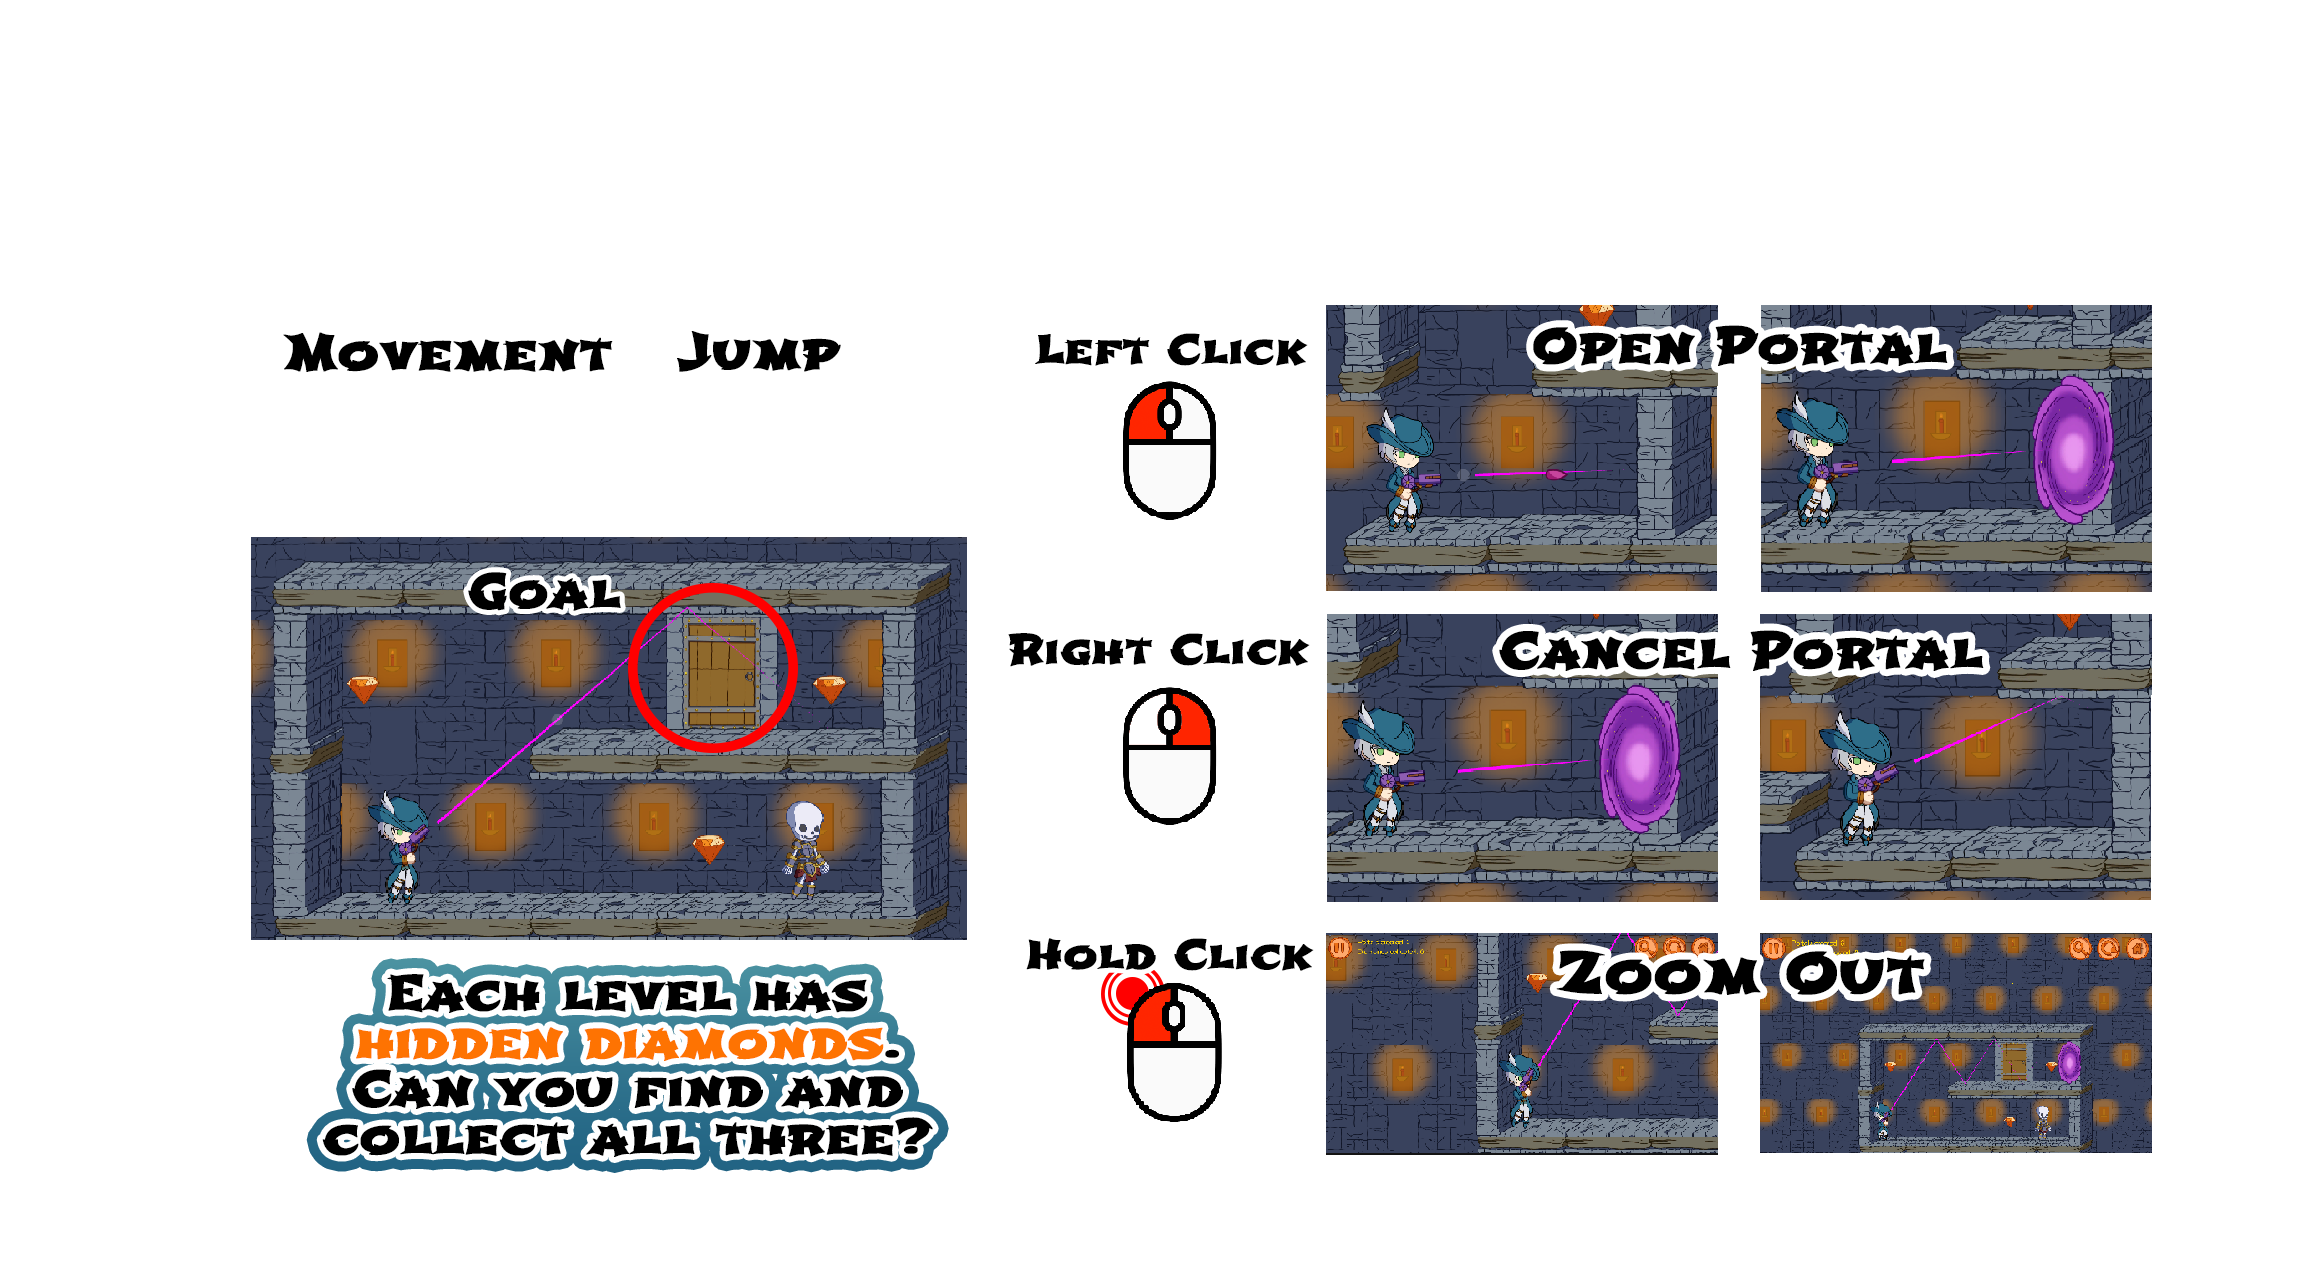 Movement Jump
Goal
Each level has
hidden diamonds.
Can you find and
collect all three?
Left Click
Open Portal
Right Click
Cancel Portal
Hold Click
Zoom Out